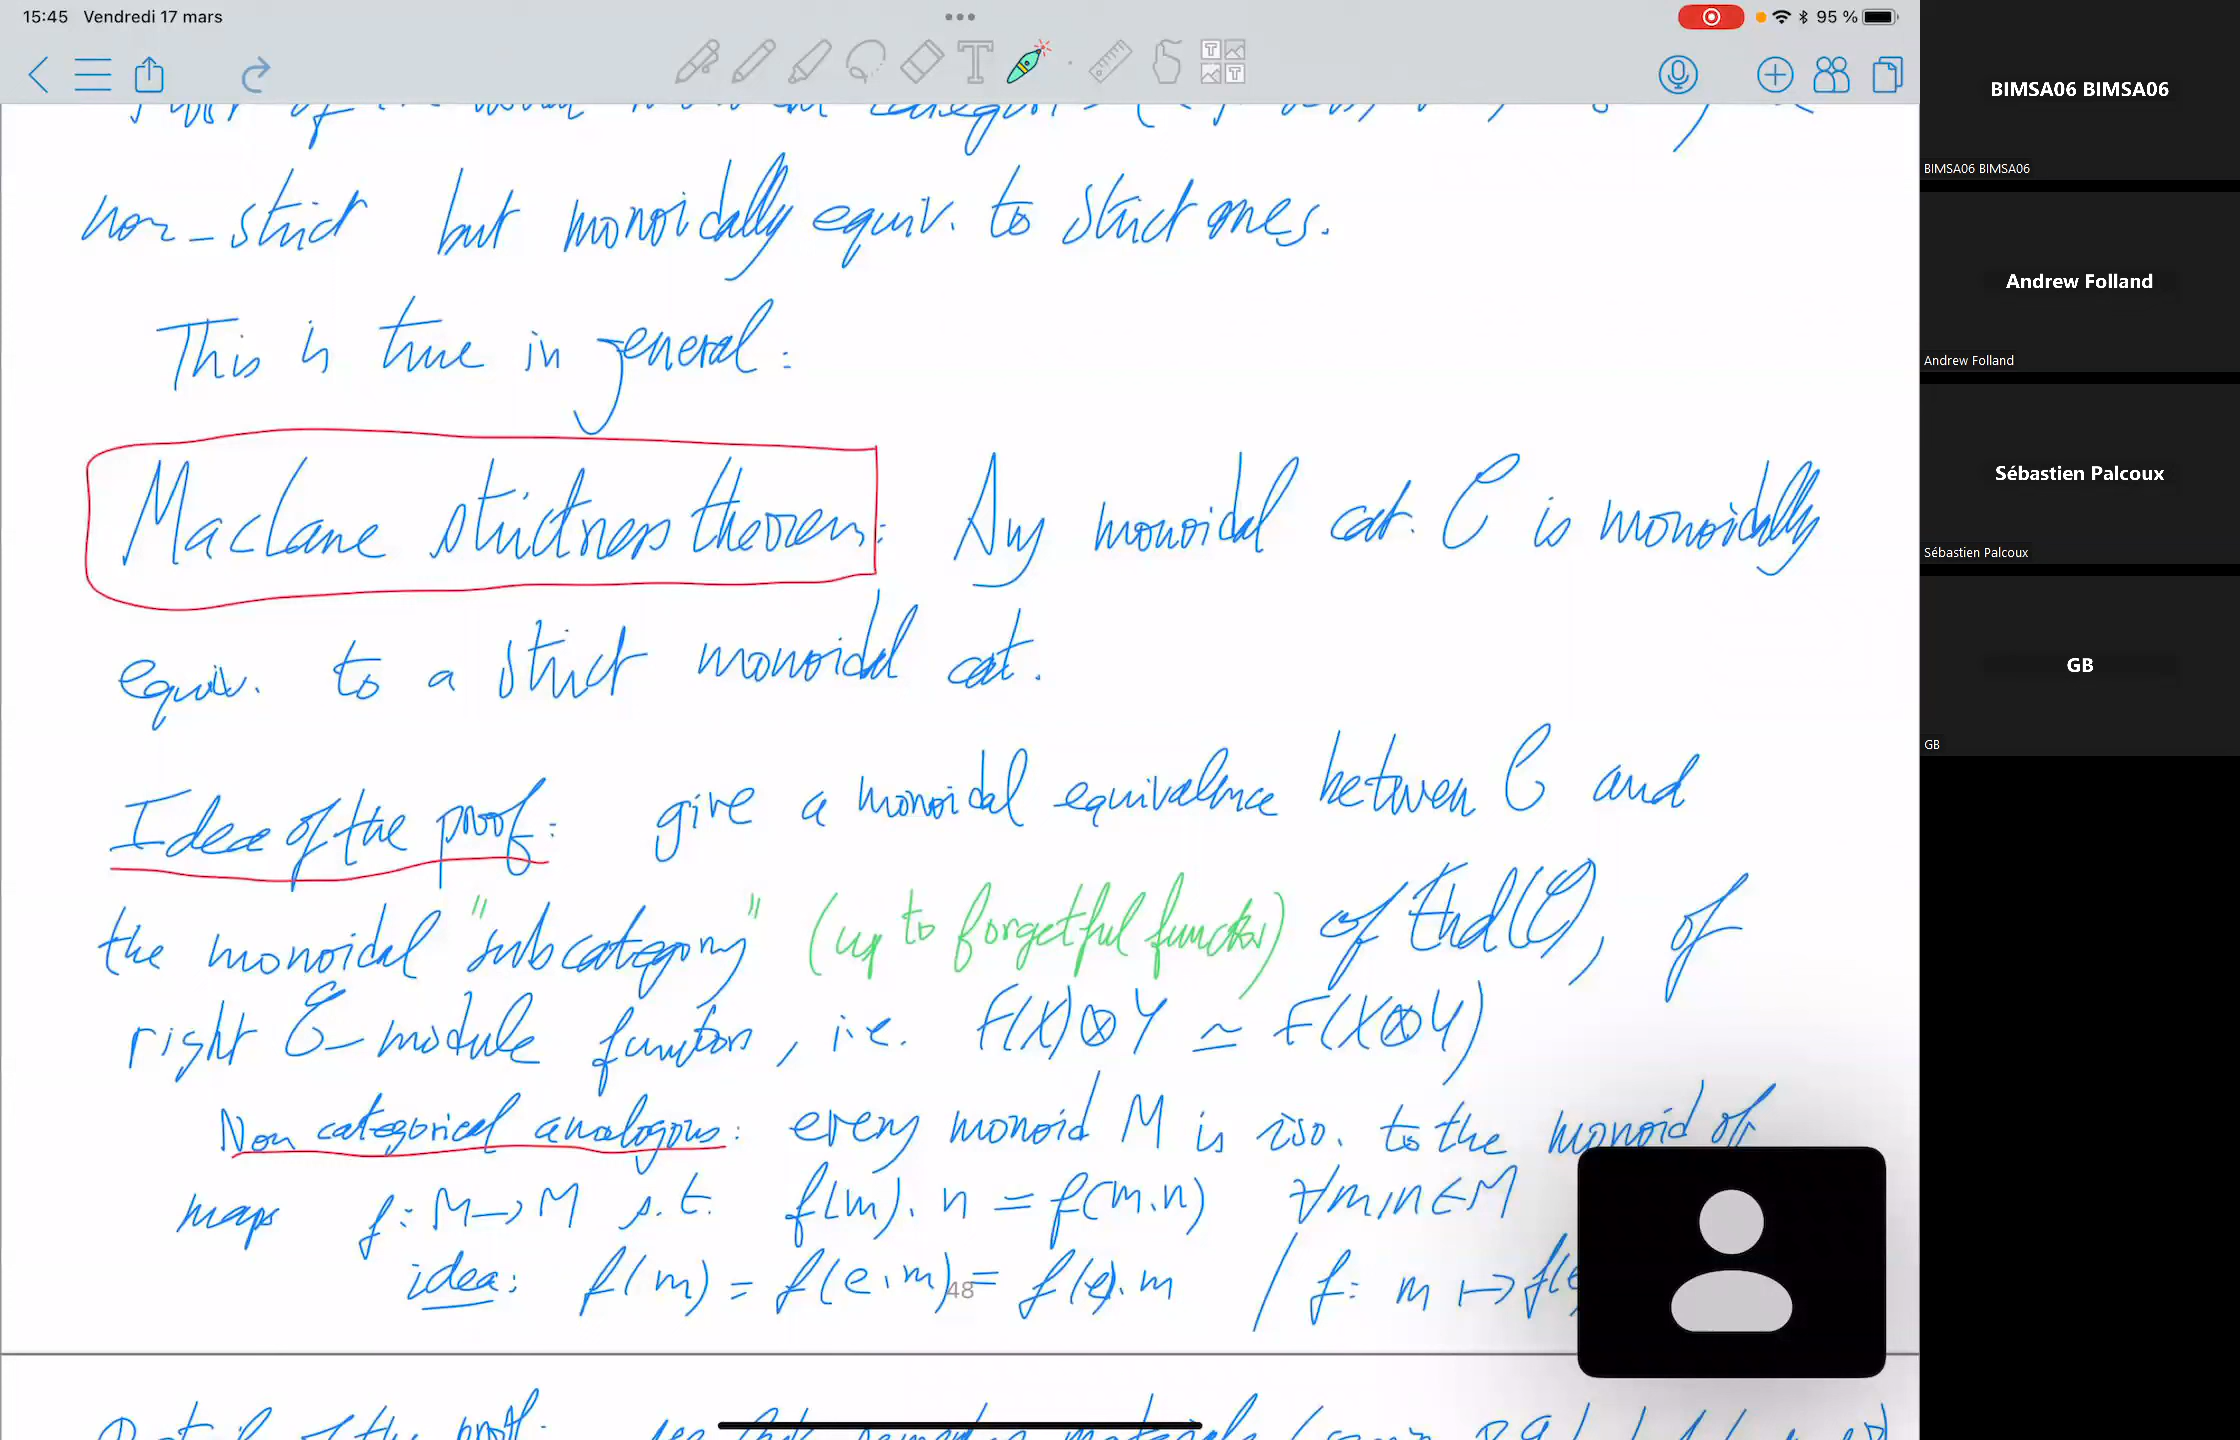 15:45 Vendredi 17 mars
95 %
non-strict but monoidally equiv. to strict ones.
This is true in general:
Maclane strictness theorem: Any monoidal cat. C is monoidally
equiv. to a strict monoidal cat.
Idea of the proof: give a monoidal equivalence between C and
the monoidal "subcategory" (up to forgetful functor) of End(C), of
right C-module functors, i.e. F(X)⊗Y ≃ F(X⊗Y)
Non categorical analogous: every monoid M is iso. to the monoid of
maps f: M→M s.t. f(m).n = f(m.n) ∀m,n∈M
idea: f(m) = f(e.m) = f(e).m / f: m ↦ f(e
48
BIMSA06 BIMSA06
BIMSA06 BIMSA06
Andrew Folland
Andrew Folland
Sébastien Palcoux
Sébastien Palcoux
GB
GB